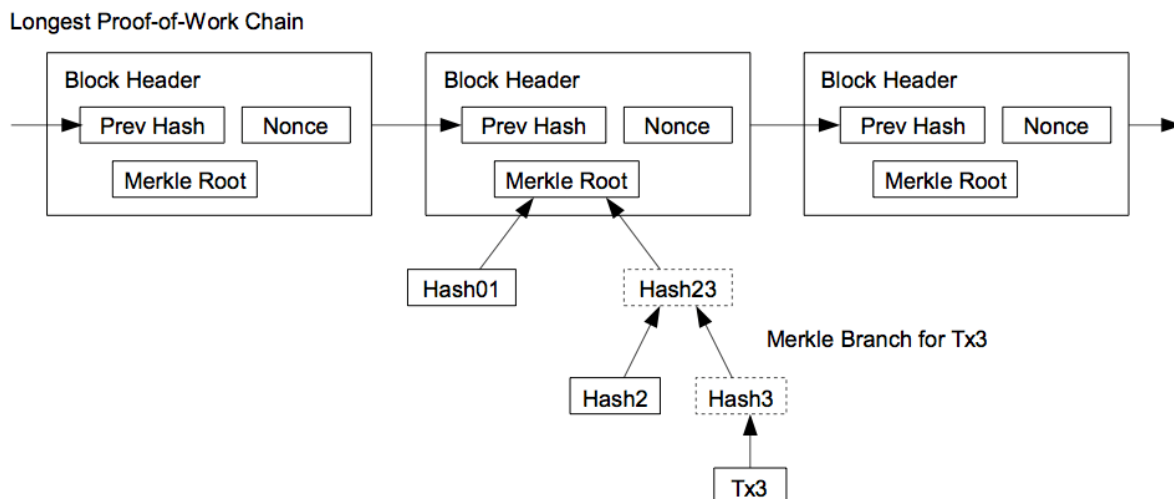 Longest Proof-of-Work Chain
Block Header
Prev Hash
Nonce
Merkle Root
Block Header
Prev Hash
Nonce
Merkle Root
Block Header
Prev Hash
Nonce
Merkle Root
Hash01
Hash23
Merkle Branch for Tx3
Hash2
Hash3
Tx3